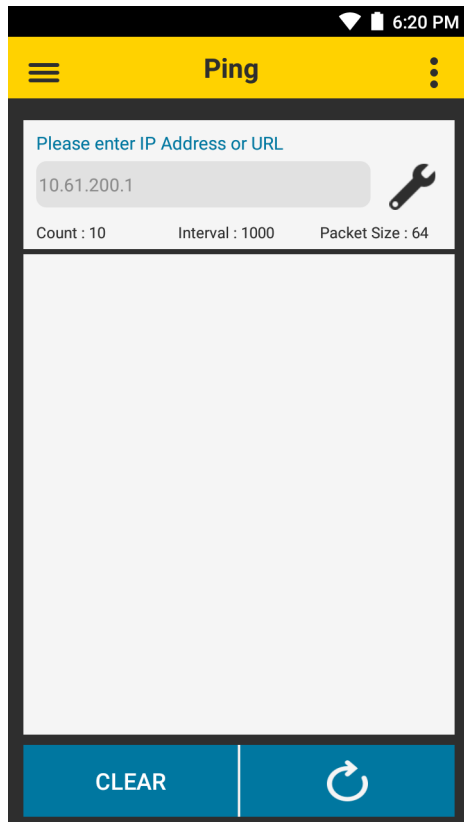 6:20 PM
Ping
Please enter IP Address or URL
10.61.200.1
Count : 10 Interval : 1000 Packet Size : 64
CLEAR